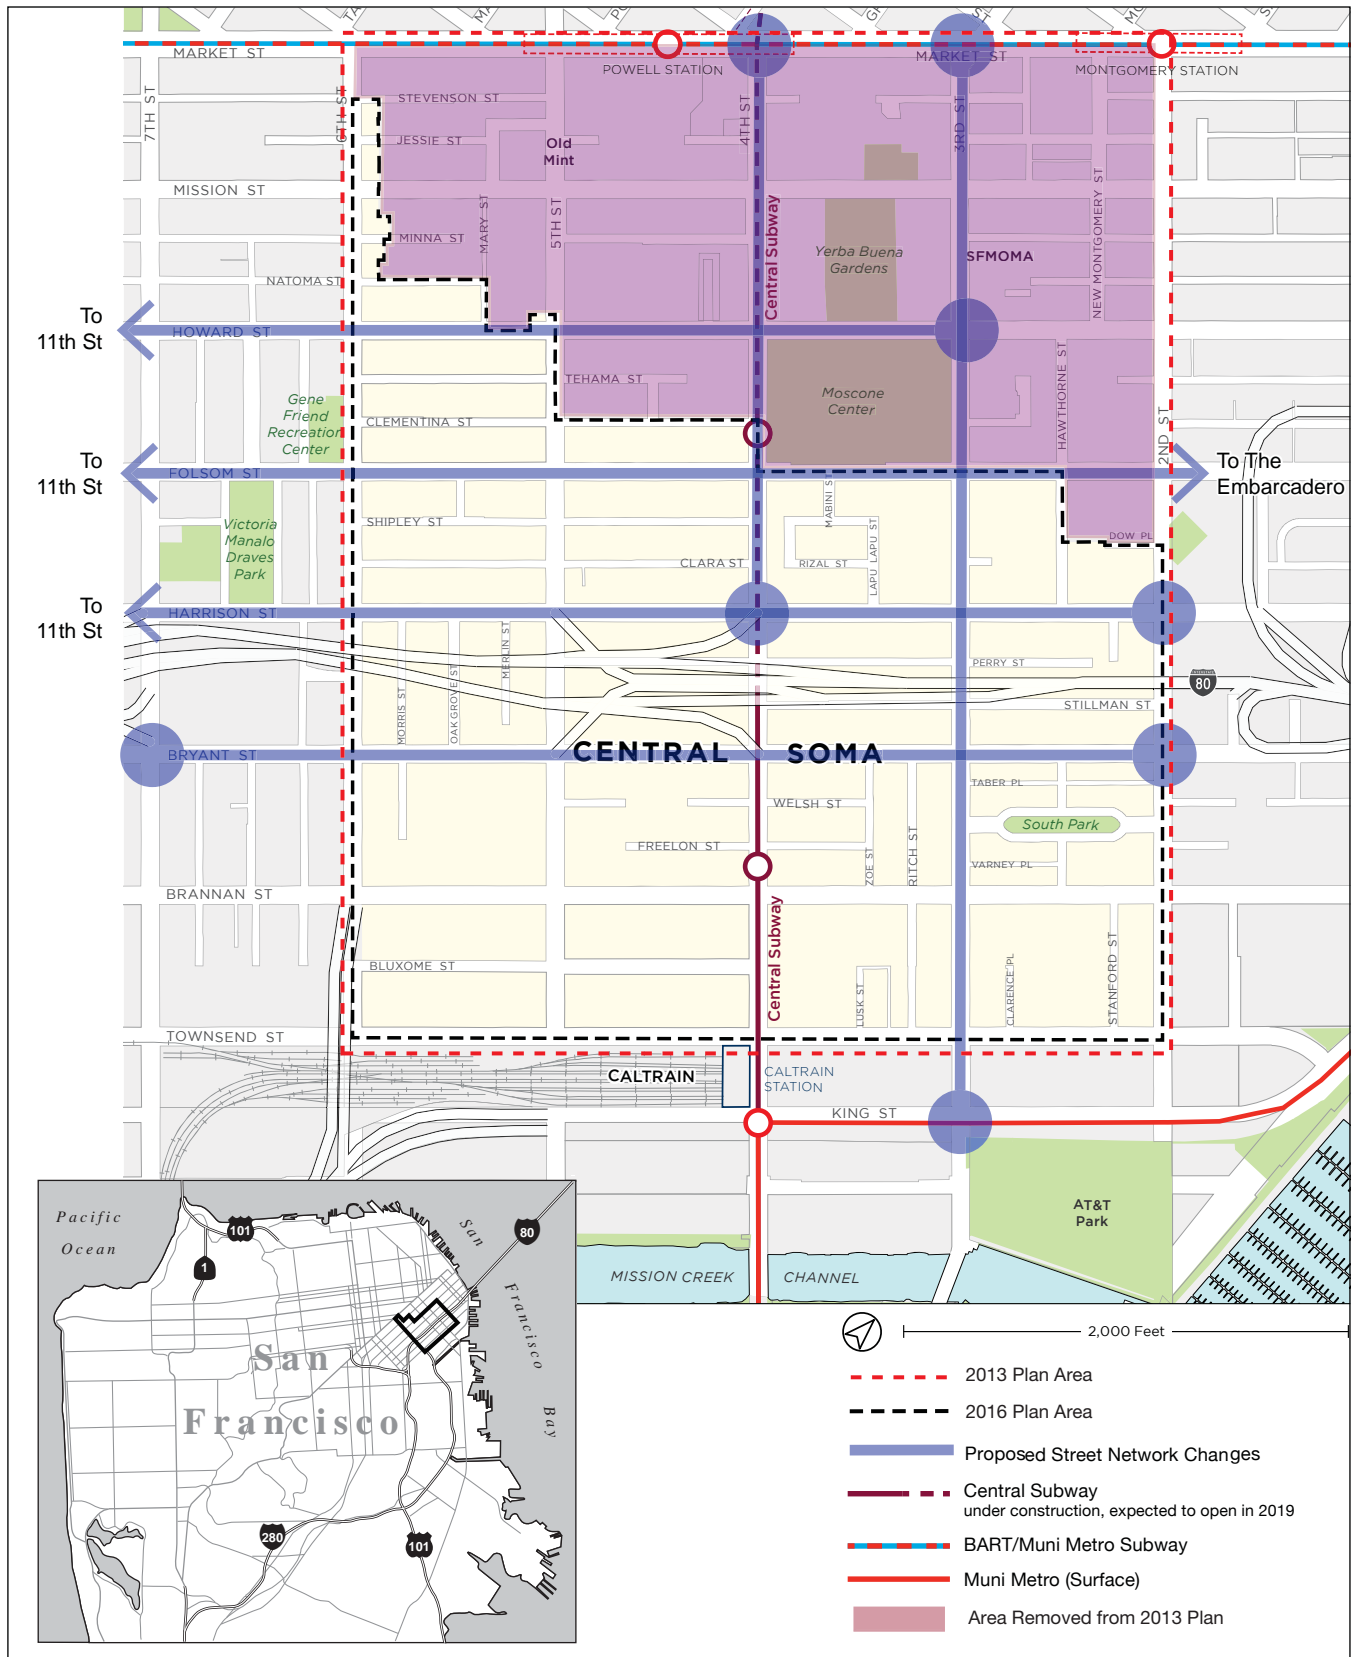 MARKET ST
POWELL STATION
MARKET ST
MONTGOMERY STATION
7TH ST
6TH ST
STEVENSON ST
4TH ST
3RD ST
JESSIE ST
Old
Mint
MISSION ST
MARY ST
5TH ST
NEW MONTGOMERY ST
MINNA ST
Central Subway
Yerba Buena
Gardens
SFMOMA
NATOMA ST
To
11th St
HOWARD ST
TEHAMA ST
HAWTHORNE ST
Moscone
Center
Gene
Friend
Recreation
Center
CLEMENTINA ST
2ND ST
To
11th St
FOLSOM ST
To The
Embarcadero
MABINI ST
SHIPLEY ST
Victoria
Manalo
Draves
Park
LAPU LAPU ST
DOW PL
CLARA ST
RIZAL ST
To
11th St
HARRISON ST
MERLIN ST
PERRY ST
80
MORRIS ST
OAK GROVE ST
STILLMAN ST
BRYANT ST
CENTRAL SOMA
TABER PL
WELSH ST
South Park
FREELON ST
ZOE ST
RITCH ST
VARNEY PL
BRANNAN ST
Central Subway
BLUXOME ST
LUSK ST
CLARENCE PL
STANFORD ST
TOWNSEND ST
CALTRAIN
CALTRAIN
STATION
KING ST
AT&T
Park
MISSION CREEK CHANNEL
Pacific
Ocean
101
1
San
Francisco
Bay
80
San
Francisco
280
101
2,000 Feet
2013 Plan Area
2016 Plan Area
Proposed Street Network Changes
Central Subway
under construction, expected to open in 2019
BART/Muni Metro Subway
Muni Metro (Surface)
Area Removed from 2013 Plan